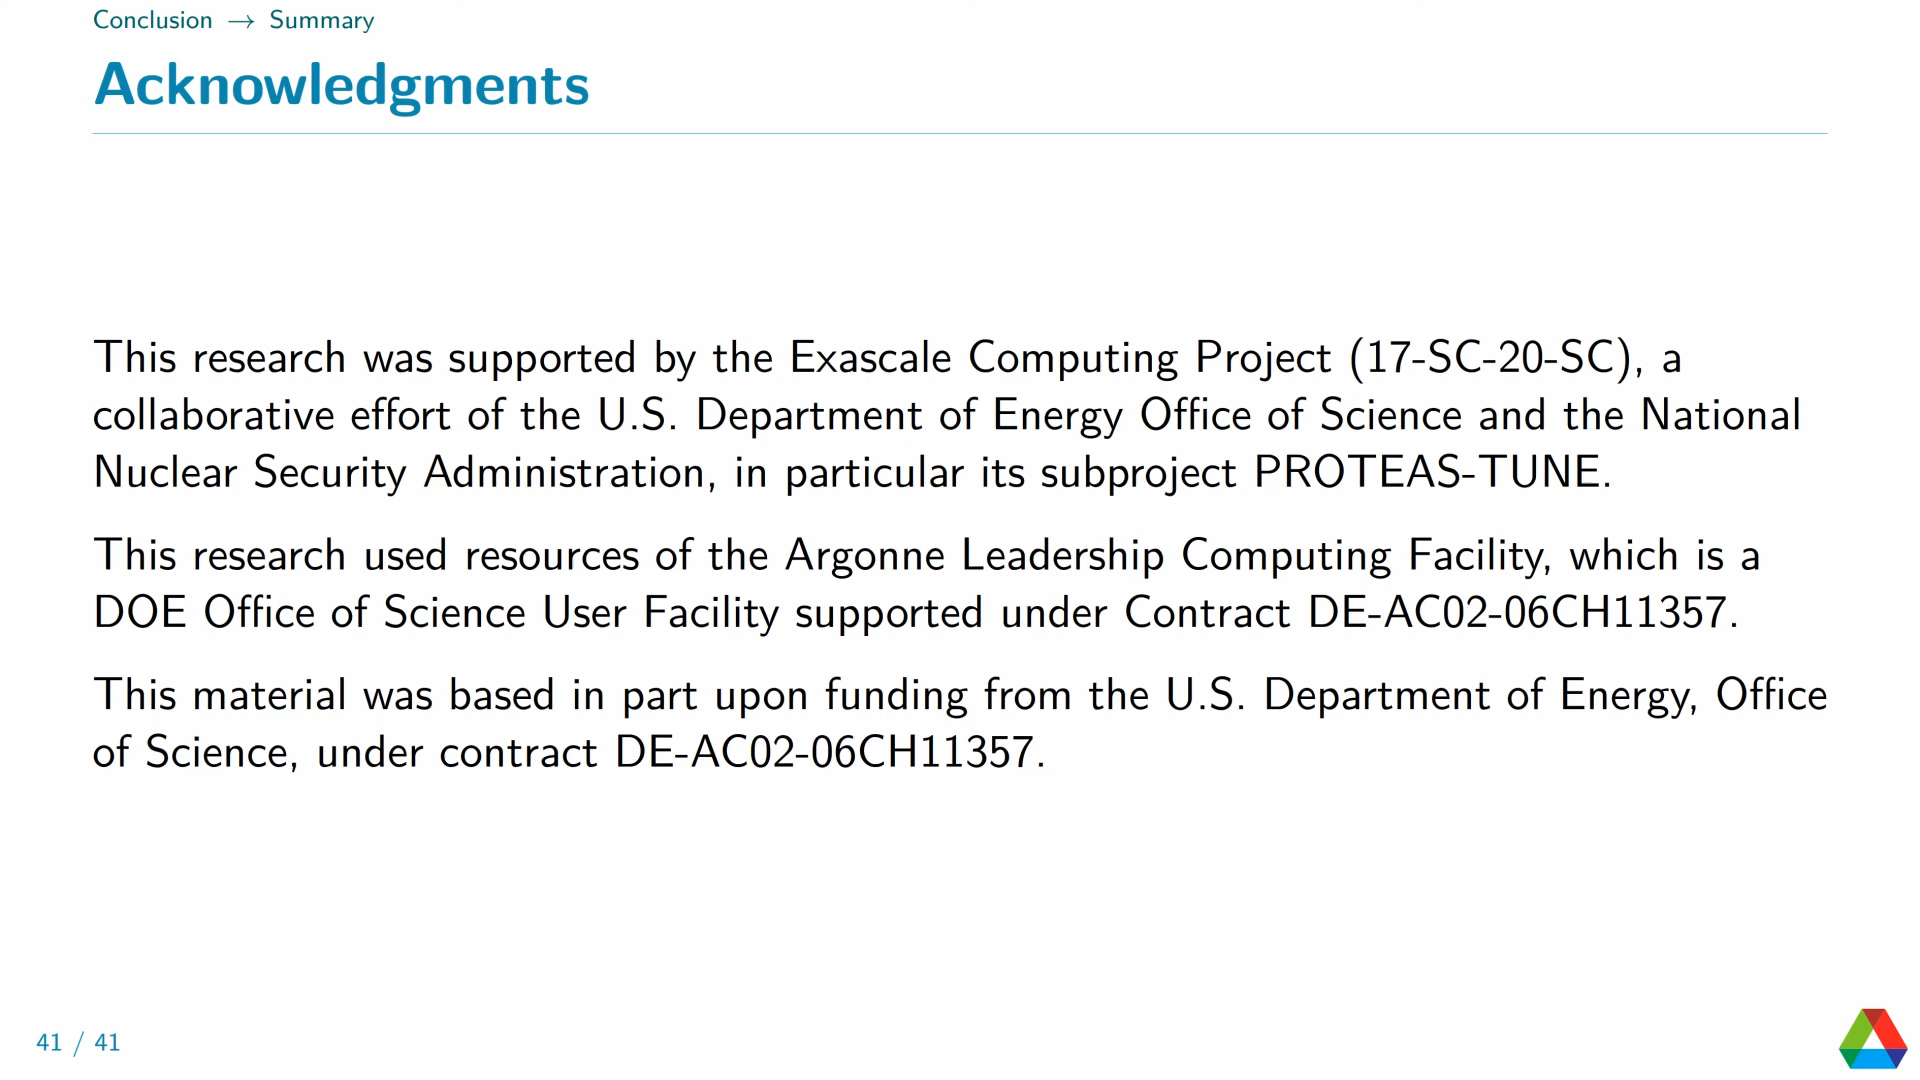 Conclusion → Summary
Acknowledgments
This research was supported by the Exascale Computing Project (17-SC-20-SC), a
collaborative effort of the U.S. Department of Energy Office of Science and the National
Nuclear Security Administration, in particular its subproject PROTEAS-TUNE.
This research used resources of the Argonne Leadership Computing Facility, which is a
DOE Office of Science User Facility supported under Contract DE-AC02-06CH11357.
This material was based in part upon funding from the U.S. Department of Energy, Office
of Science, under contract DE-AC02-06CH11357.
41 / 41